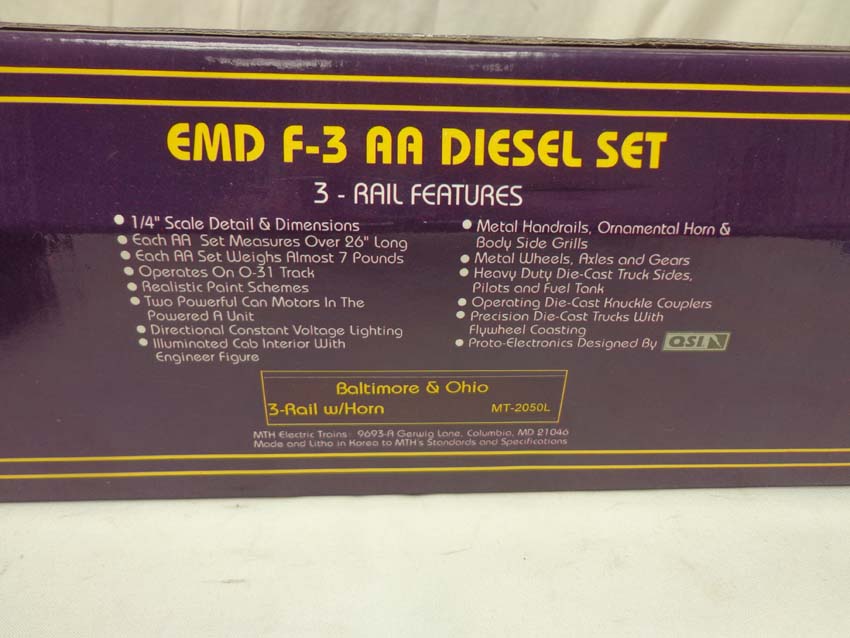 EMD F-3 AA DIESEL SET
3 - RAIL FEATURES
• 1/4" Scale Detail & Dimensions
• Each AA Set Measures Over 26" Long
• Each AA Set Weighs Almost 7 Pounds
• Operates On O-31 Track
• Realistic Paint Schemes
• Two Powerful Can Motors In The
Powered A Unit
• Directional Constant Voltage Lighting
• Illuminated Cab Interior With
Engineer Figure
• Metal Handrails, Ornamental Horn &
Body Side Grills
• Metal Wheels, Axles and Gears
• Heavy Duty Die-Cast Truck Sides,
Pilots and Fuel Tank
• Operating Die-Cast Knuckle Couplers
• Precision Die-Cast Trucks With
Flywheel Coasting
• Proto-Electronics Designed By QSI
Baltimore & Ohio
3-Rail w/Horn MT-2050L
MTH Electric Trains: 9693-A Gerwig Lane, Columbia, MD 21046
Made and Litho in Korea to MTH's Standards and Specifications